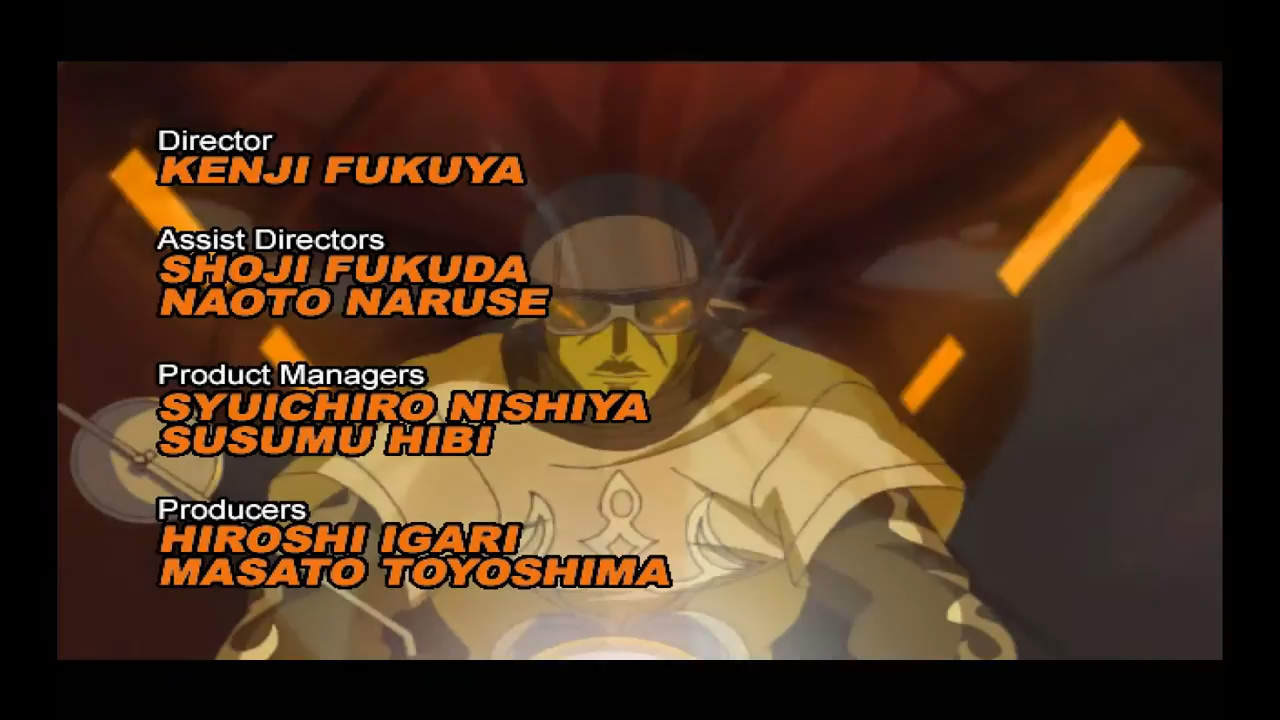 Director
KENJI FUKUYA
Assist Directors
SHOJI FUKUDA
NAOTO NARUSE
Product Managers
SYUICHIRO NISHIYA
SUSUMU HIBI
Producers
HIROSHI IGARI
MASATO TOYOSHIMA